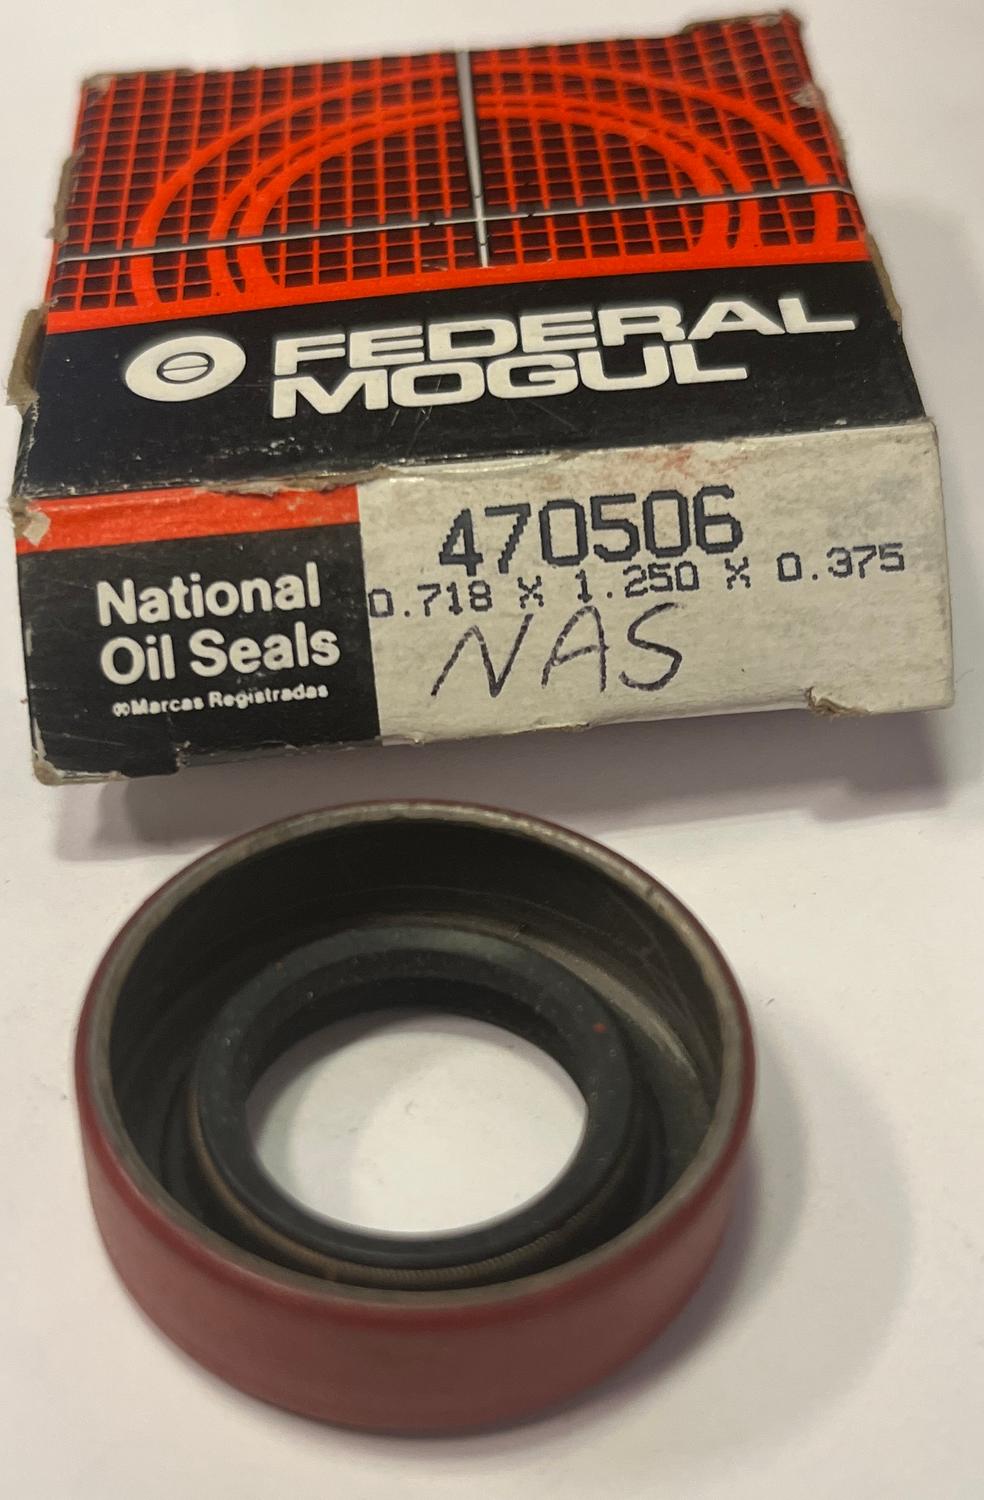 FEDERAL
MOGUL
National
Oil Seals
Marcas Registradas
470506
0.718 X 1.250 X 0.375
NAS